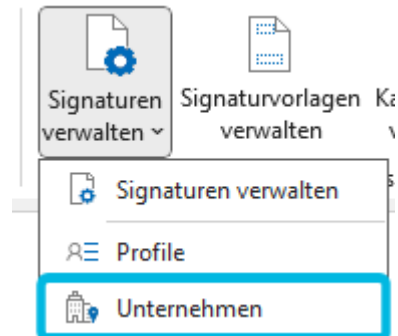 Signaturen
verwalten
Signaturvorlagen
verwalten
Signaturen verwalten
Profile
Unternehmen